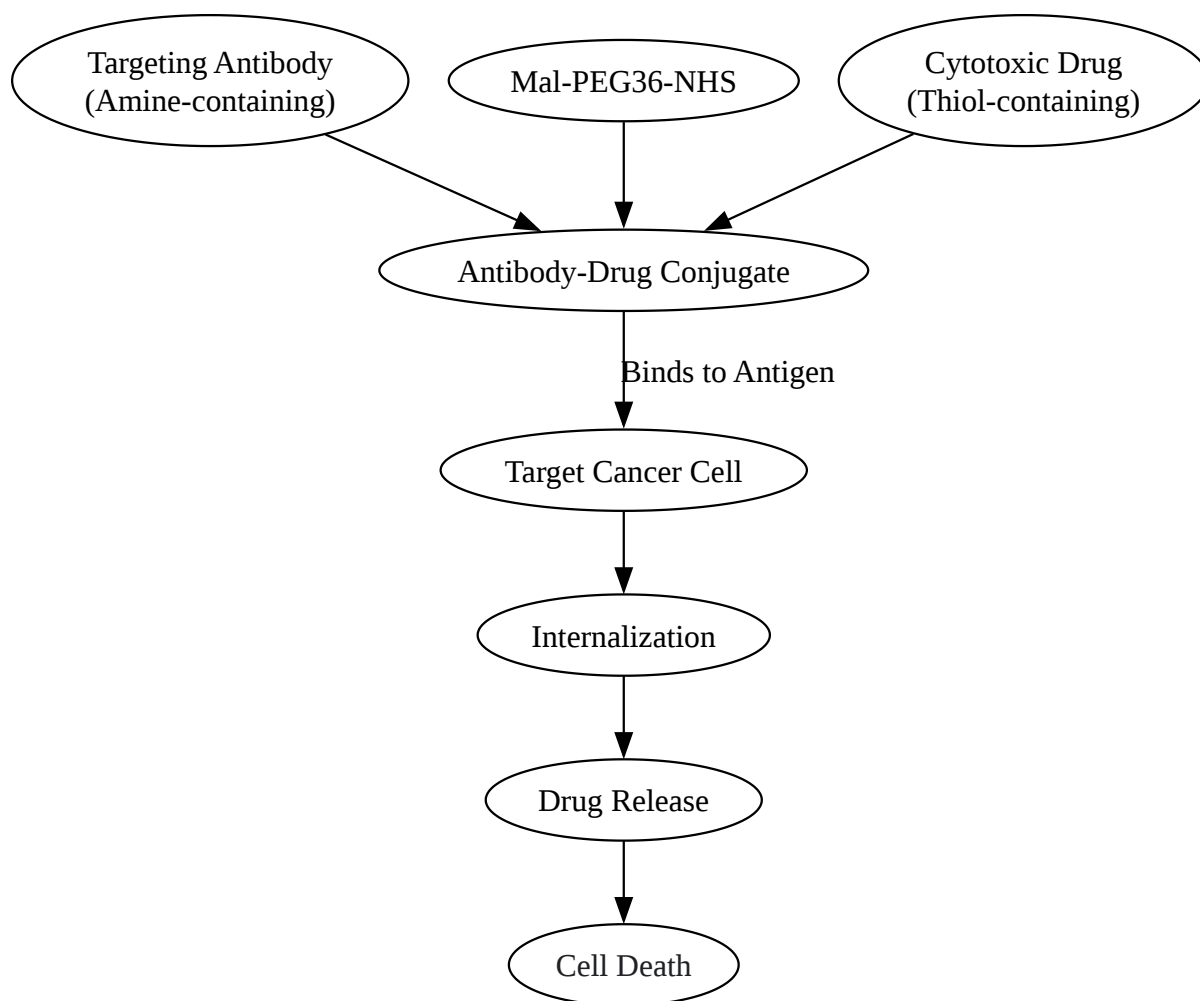 Targeting Antibody
(Amine-containing)
Mal-PEG36-NHS
Cytotoxic Drug
(Thiol-containing)
Antibody-Drug Conjugate
Binds to Antigen
Target Cancer Cell
Internalization
Drug Release
Cell Death